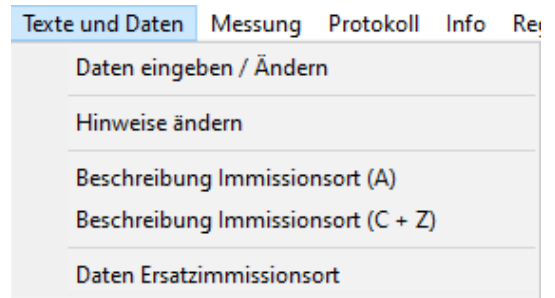 Texte und Daten Messung Protokoll Info
Daten eingeben / Ändern
Hinweise ändern
Beschreibung Immissionsort (A)
Beschreibung Immissionsort (C + Z)
Daten Ersatzimmissionsort